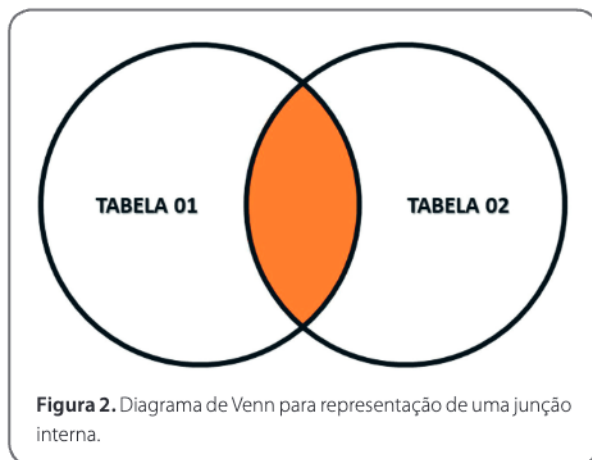 TABELA 01
TABELA 02
Figura 2. Diagrama de Venn para representação de uma junção
interna.